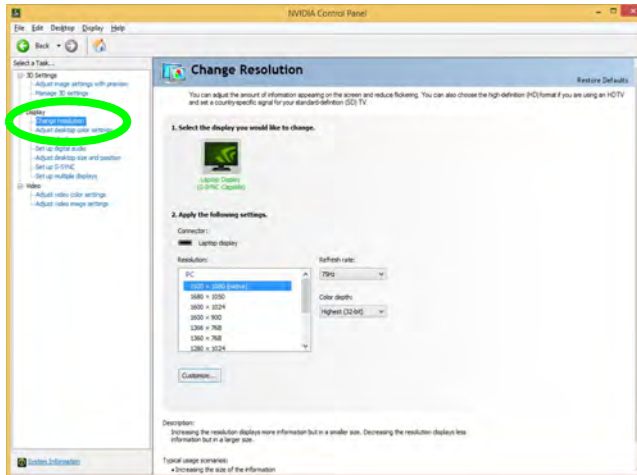 NVIDIA Control Panel
File Edit Desktop Display Help
Back
Select a Task...
3D Settings
Adjust image settings with preview
Manage 3D settings
Display
Change resolution
Adjust desktop color settings
Set up digital audio
Adjust desktop size and position
Set up G-SYNC
Set up multiple displays
Video
Adjust video color settings
Adjust video image settings
System Information
Change Resolution
Restore Defaults
You can adjust the amount of information appearing on the screen and reduce flickering. You can also choose the high-definition (HD) format if you are using an HDTV
and set a country-specific signal for your standard-definition (SD) TV.
1. Select the display you would like to change.
Laptop Display
(G-SYNC Capable)
2. Apply the following settings.
Connector:
Laptop display
Resolution:
Refresh rate:
PC
75Hz
1920 × 1080 (native)
1680 × 1050
Color depth:
1600 × 1024
Highest (32-bit)
1600 × 900
1366 × 768
1360 × 768
1280 × 1024
Customize...
Description:
Increasing the resolution displays more information but in a smaller size. Decreasing the resolution displays less
information but in a larger size.
Typical usage scenarios:
• Increasing the size of the information